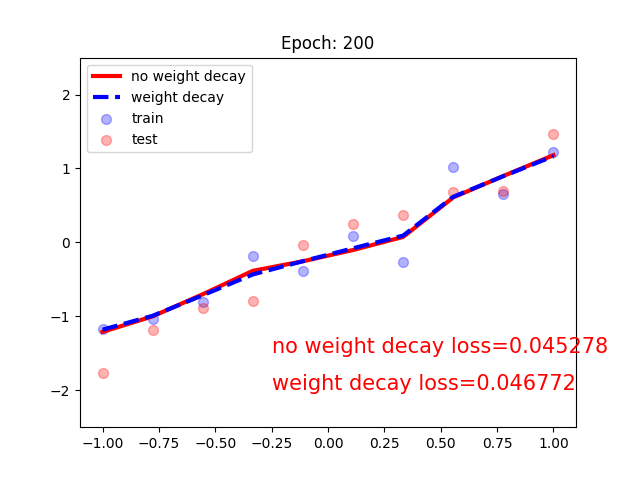 Epoch: 200
no weight decay
weight decay
train
test
2
1
0
−1
−2
no weight decay loss=0.045278
weight decay loss=0.046772
−1.00 −0.75 −0.50 −0.25 0.00 0.25 0.50 0.75 1.00